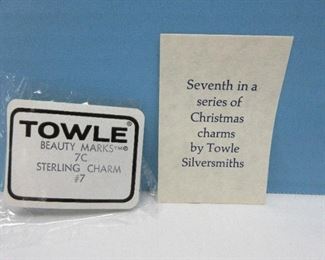 TOWLE®
BEAUTY MARKS™®
7C
STERLING CHARM
#7
Seventh in a
series of
Christmas
charms
by Towle
Silversmiths